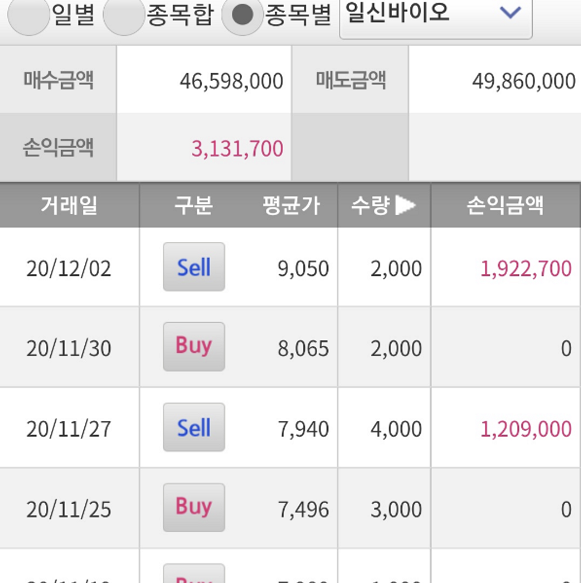 일별 종목합 종목별 일신바이오
매수금액 46,598,000 매도금액 49,860,000
손익금액 3,131,700
거래일 구분 평균가 수량▶ 손익금액
20/12/02 Sell 9,050 2,000 1,922,700
20/11/30 Buy 8,065 2,000 0
20/11/27 Sell 7,940 4,000 1,209,000
20/11/25 Buy 7,496 3,000 0
Buy